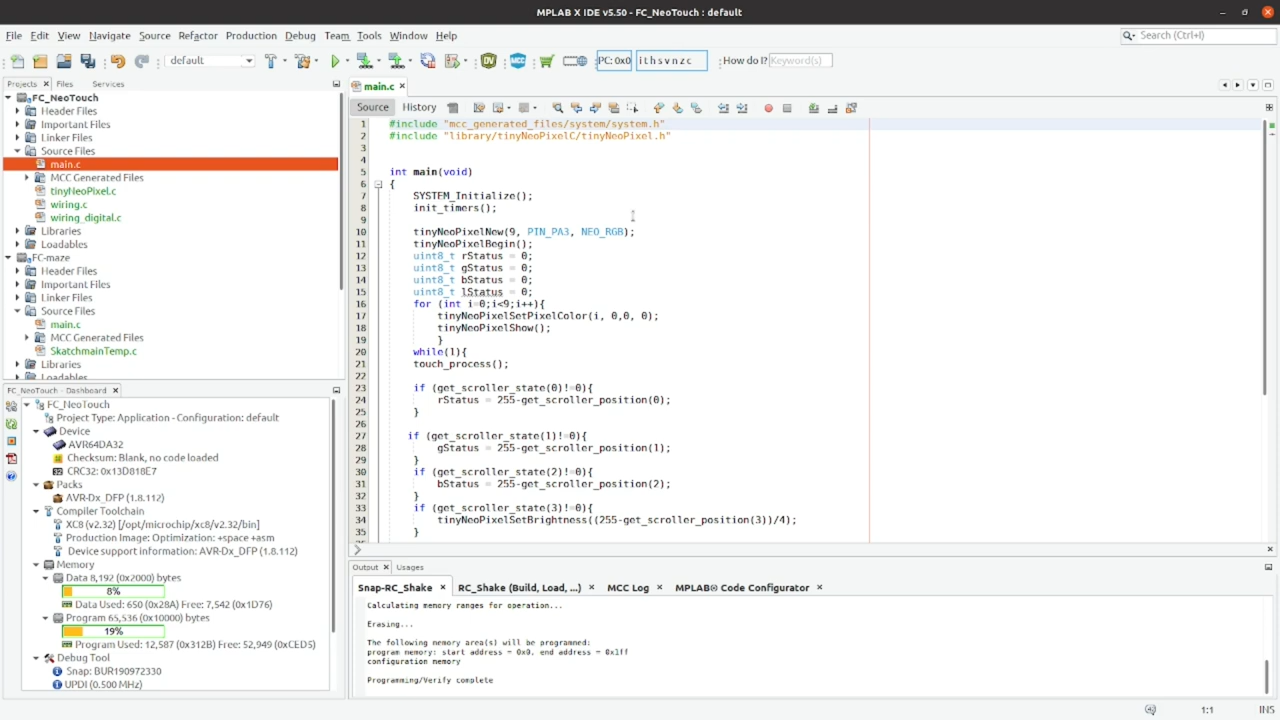 MPLAB X IDE v5.50 - FC_NeoTouch : default
File Edit View Navigate Source Refactor Production Debug Team Tools Window Help
Search (Ctrl+I)
default
DV
MCC
PC: 0x0
i t h s v n z c
How do I?
Keyword(s)
Projects
Files
Services
FC_NeoTouch
Header Files
Important Files
Linker Files
Source Files
main.c
MCC Generated Files
tinyNeoPixel.c
wiring.c
wiring_digital.c
Libraries
Loadables
FC-maze
Header Files
Important Files
Linker Files
Source Files
main.c
MCC Generated Files
SkatchmainTemp.c
Libraries
Loadables
FC_NeoTouch - Dashboard
FC_NeoTouch
Project Type: Application - Configuration: default
Device
AVR64DA32
Checksum: Blank, no code loaded
CRC32: 0x13D818E7
Packs
AVR-Dx_DFP (1.8.112)
Compiler Toolchain
XC8 (v2.32) [/opt/microchip/xc8/v2.32/bin]
Production Image: Optimization: +space +asm
Device support information: AVR-Dx_DFP (1.8.112)
Memory
Data 8,192 (0x2000) bytes
8%
Data Used: 650 (0x28A) Free: 7,542 (0x1D76)
Program 65,536 (0x10000) bytes
19%
Program Used: 12,587 (0x312B) Free: 52,949 (0xCED5)
Debug Tool
Snap: BUR190972330
UPDI (0.500 MHz)
main.c
Source
History
1 #include "mcc_generated_files/system/system.h"
2 #include "library/tinyNeoPixelC/tinyNeoPixel.h"
3
4
5 int main(void)
6 {
7 SYSTEM_Initialize();
8 init_timers();
9
10 tinyNeoPixelNew(9, PIN_PA3, NEO_RGB);
11 tinyNeoPixelBegin();
12 uint8_t rStatus = 0;
13 uint8_t gStatus = 0;
14 uint8_t bStatus = 0;
15 uint8_t lStatus = 0;
16 for (int i=0;i<9;i++){
17 tinyNeoPixelSetPixelColor(i, 0,0, 0);
18 tinyNeoPixelShow();
19 }
20 while(1){
21 touch_process();
22
23 if (get_scroller_state(0)!=0){
24 rStatus = 255-get_scroller_position(0);
25 }
26
27 if (get_scroller_state(1)!=0){
28 gStatus = 255-get_scroller_position(1);
29 }
30 if (get_scroller_state(2)!=0){
31 bStatus = 255-get_scroller_position(2);
32 }
33 if (get_scroller_state(3)!=0){
34 tinyNeoPixelSetBrightness((255-get_scroller_position(3))/4);
35 }
Output
Usages
Snap-RC_Shake
RC_Shake (Build, Load, ...)
MCC Log
MPLAB® Code Configurator
Calculating memory ranges for operation...
Erasing...
The following memory area(s) will be programmed:
program memory: start address = 0x0, end address = 0x1ff
configuration memory
Programming/Verify complete
1:1
INS